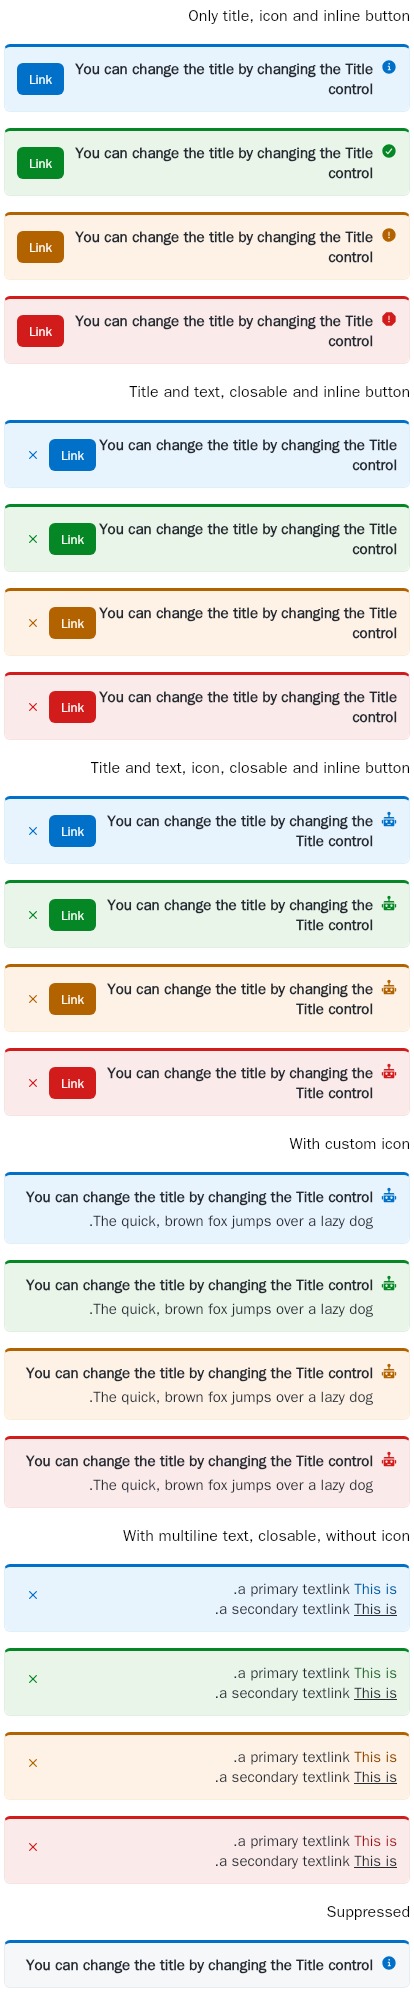 Only title, icon and inline button
You can change the title by changing the Title
control
Link
You can change the title by changing the Title
control
Link
You can change the title by changing the Title
control
Link
You can change the title by changing the Title
control
Link
Title and text, closable and inline button
You can change the title by changing the Title
control
Link
You can change the title by changing the Title
control
Link
You can change the title by changing the Title
control
Link
You can change the title by changing the Title
control
Link
Title and text, icon, closable and inline button
You can change the title by changing the
Title control
Link
You can change the title by changing the
Title control
Link
You can change the title by changing the
Title control
Link
You can change the title by changing the
Title control
Link
With custom icon
You can change the title by changing the Title control
.The quick, brown fox jumps over a lazy dog
You can change the title by changing the Title control
.The quick, brown fox jumps over a lazy dog
You can change the title by changing the Title control
.The quick, brown fox jumps over a lazy dog
You can change the title by changing the Title control
.The quick, brown fox jumps over a lazy dog
With multiline text, closable, without icon
.a primary textlink This is
.a secondary textlink This is
.a primary textlink This is
.a secondary textlink This is
.a primary textlink This is
.a secondary textlink This is
.a primary textlink This is
.a secondary textlink This is
Suppressed
You can change the title by changing the Title control